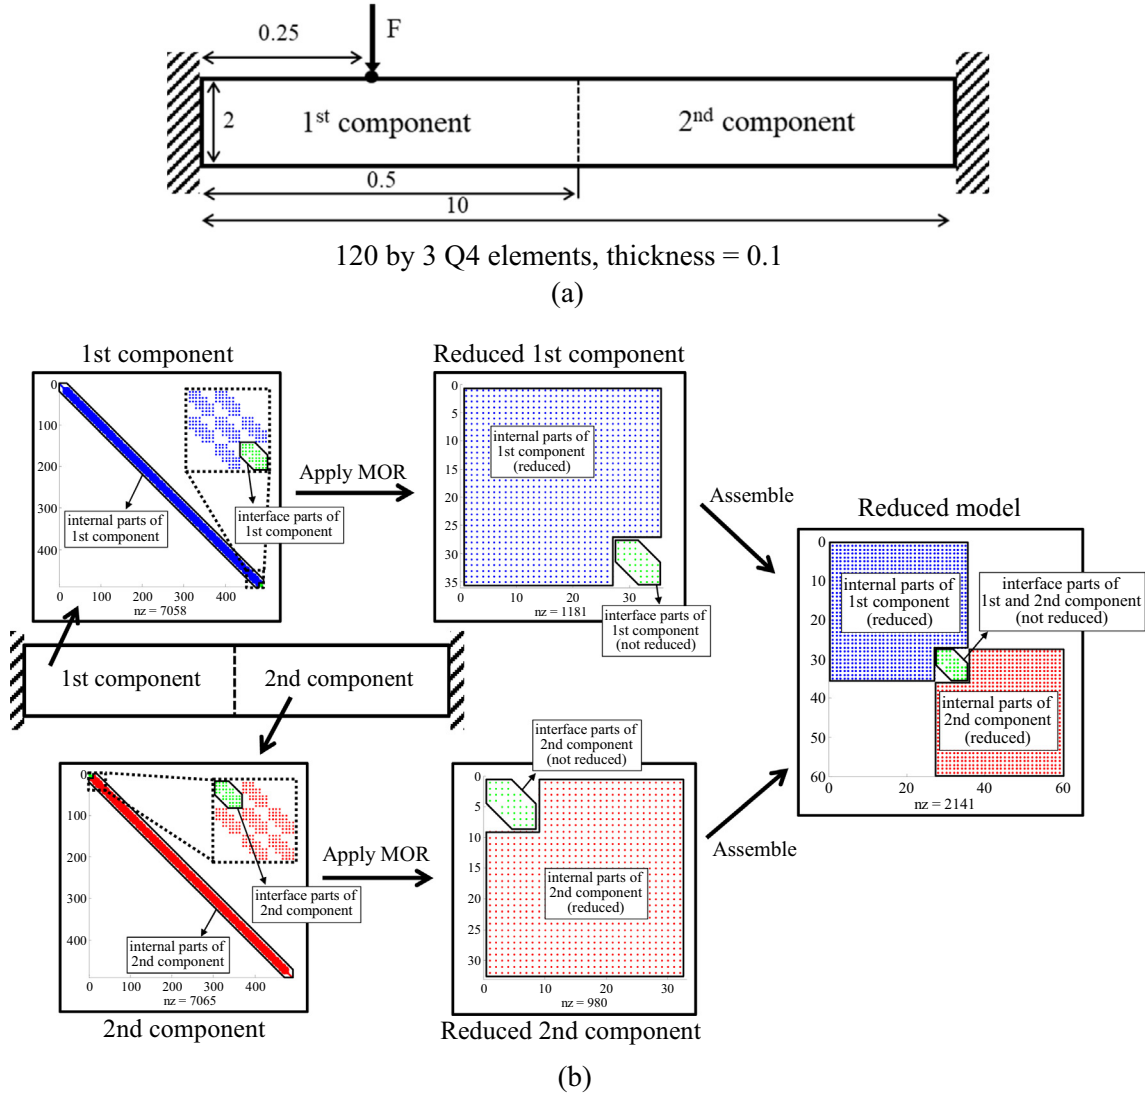 0.25
F
2
1st component
2nd component
0.5
10
120 by 3 Q4 elements, thickness = 0.1
(a)
1st component
0
100
200
300
400
0 100 200 300 400
nz = 7058
internal parts of
1st component
interface parts of
1st component
Apply MOR
Reduced 1st component
0
5
10
15
20
25
30
35
0 10 20 30
nz = 1181
internal parts of
1st component
(reduced)
interface parts of
1st component
(not reduced)
Assemble
Reduced model
0
10
20
30
40
50
60
0 20 40 60
nz = 2141
internal parts of
1st component
(reduced)
interface parts of
1st and 2nd component
(not reduced)
internal parts of
2nd component
(reduced)
1st component
2nd component
0
100
200
300
400
0 100 200 300 400
nz = 7065
interface parts of
2nd component
internal parts of
2nd component
2nd component
Apply MOR
interface parts of
2nd component
(not reduced)
0
5
10
15
20
25
30
0 10 20 30
nz = 980
internal parts of
2nd component
(reduced)
Reduced 2nd component
Assemble
(b)